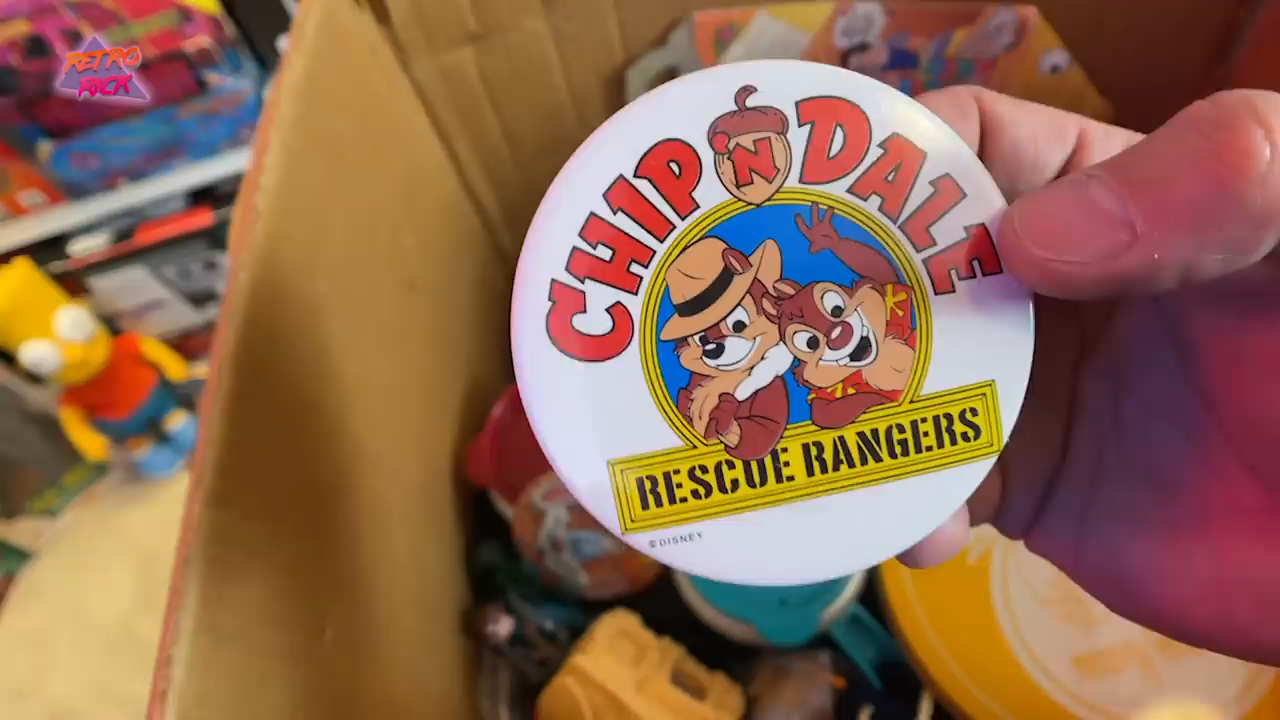 RETRO
RICK
CHIP 'N DALE
RESCUE RANGERS
©DISNEY